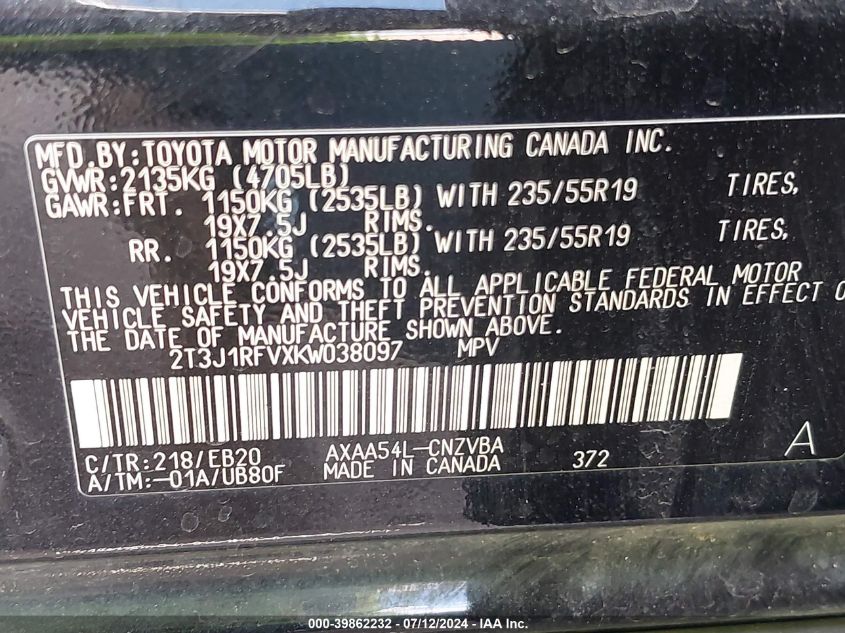 MFD.BY:TOYOTA MOTOR MANUFACTURING CANADA INC.
GVWR:2135KG (4705LB)
GAWR:FRT. 1150KG (2535LB) WITH 235/55R19 TIRES,
19X7.5J RIMS.
RR. 1150KG (2535LB) WITH 235/55R19 TIRES,
19X7.5J RIMS.
THIS VEHICLE CONFORMS TO ALL APPLICABLE FEDERAL MOTOR
VEHICLE SAFETY AND THEFT PREVENTION STANDARDS IN EFFECT O
THE DATE OF MANUFACTURE SHOWN ABOVE.
2T3J1RFVXKW038097 MPV
C/TR:218/EB20 AXAA54L-CNZVBA
A/TM:-01A/UB80F MADE IN CANADA 372 A
000-39862232 - 07/12/2024 - IAA Inc.